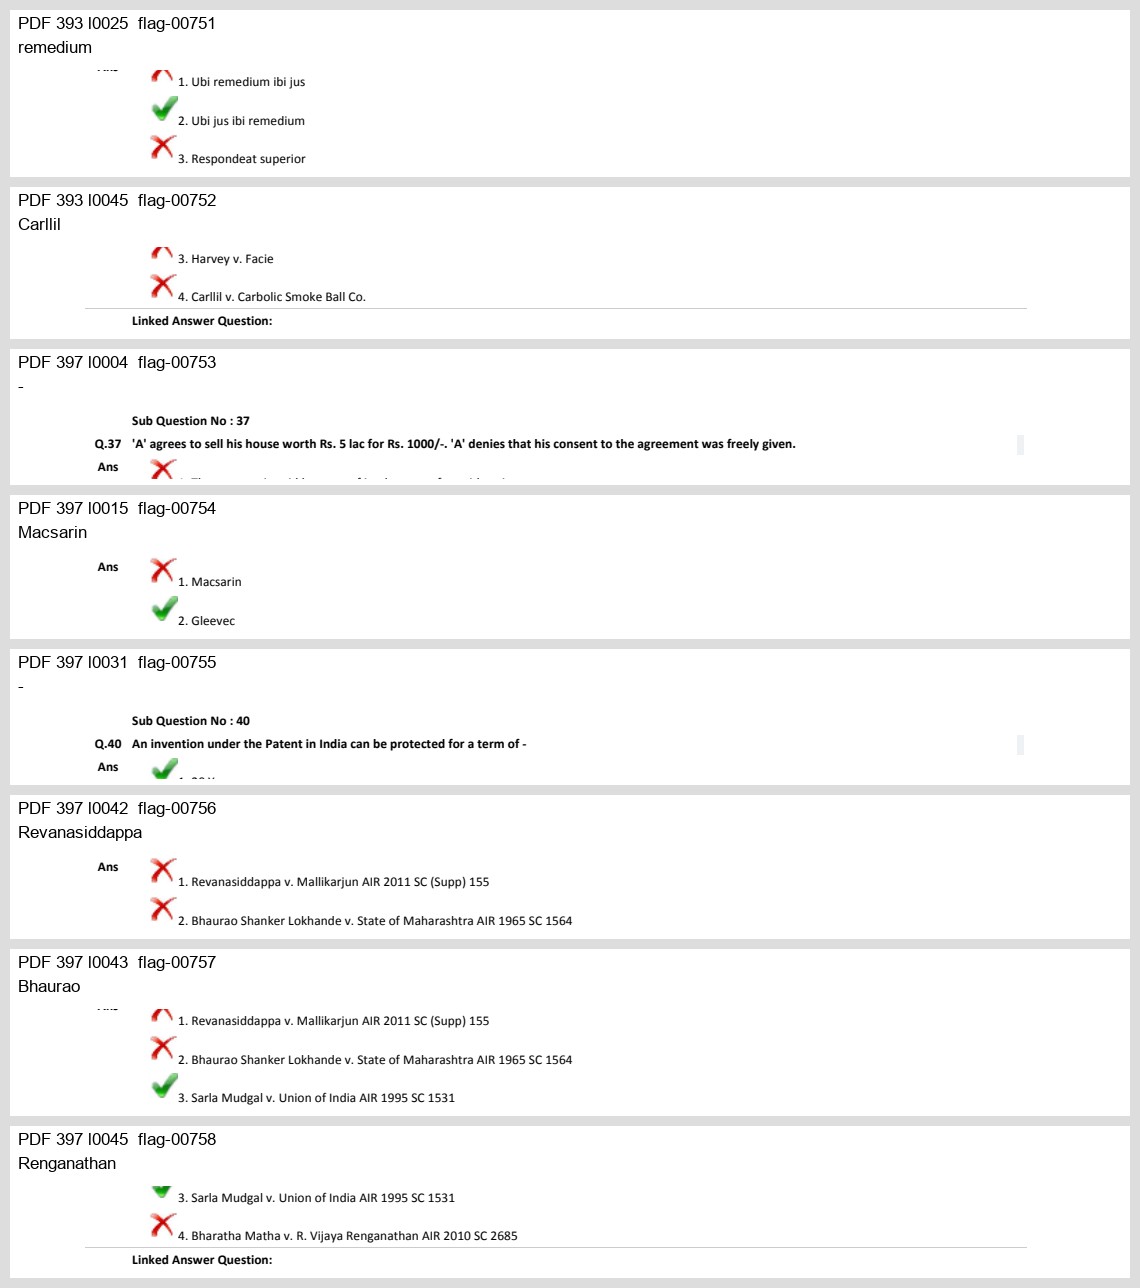 PDF 393 l0025 flag-00751
remedium
1. Ubi remedium ibi jus
2. Ubi jus ibi remedium
3. Respondeat superior
PDF 393 l0045 flag-00752
Carllil
3. Harvey v. Facie
4. Carllil v. Carbolic Smoke Ball Co.
Linked Answer Question:
PDF 397 l0004 flag-00753
-
Sub Question No : 37
Q.37 'A' agrees to sell his house worth Rs. 5 lac for Rs. 1000/-. 'A' denies that his consent to the agreement was freely given.
Ans
PDF 397 l0015 flag-00754
Macsarin
Ans
1. Macsarin
2. Gleevec
PDF 397 l0031 flag-00755
-
Sub Question No : 40
Q.40 An invention under the Patent in India can be protected for a term of -
Ans
PDF 397 l0042 flag-00756
Revanasiddappa
Ans
1. Revanasiddappa v. Mallikarjun AIR 2011 SC (Supp) 155
2. Bhaurao Shanker Lokhande v. State of Maharashtra AIR 1965 SC 1564
PDF 397 l0043 flag-00757
Bhaurao
1. Revanasiddappa v. Mallikarjun AIR 2011 SC (Supp) 155
2. Bhaurao Shanker Lokhande v. State of Maharashtra AIR 1965 SC 1564
3. Sarla Mudgal v. Union of India AIR 1995 SC 1531
PDF 397 l0045 flag-00758
Renganathan
3. Sarla Mudgal v. Union of India AIR 1995 SC 1531
4. Bharatha Matha v. R. Vijaya Renganathan AIR 2010 SC 2685
Linked Answer Question: